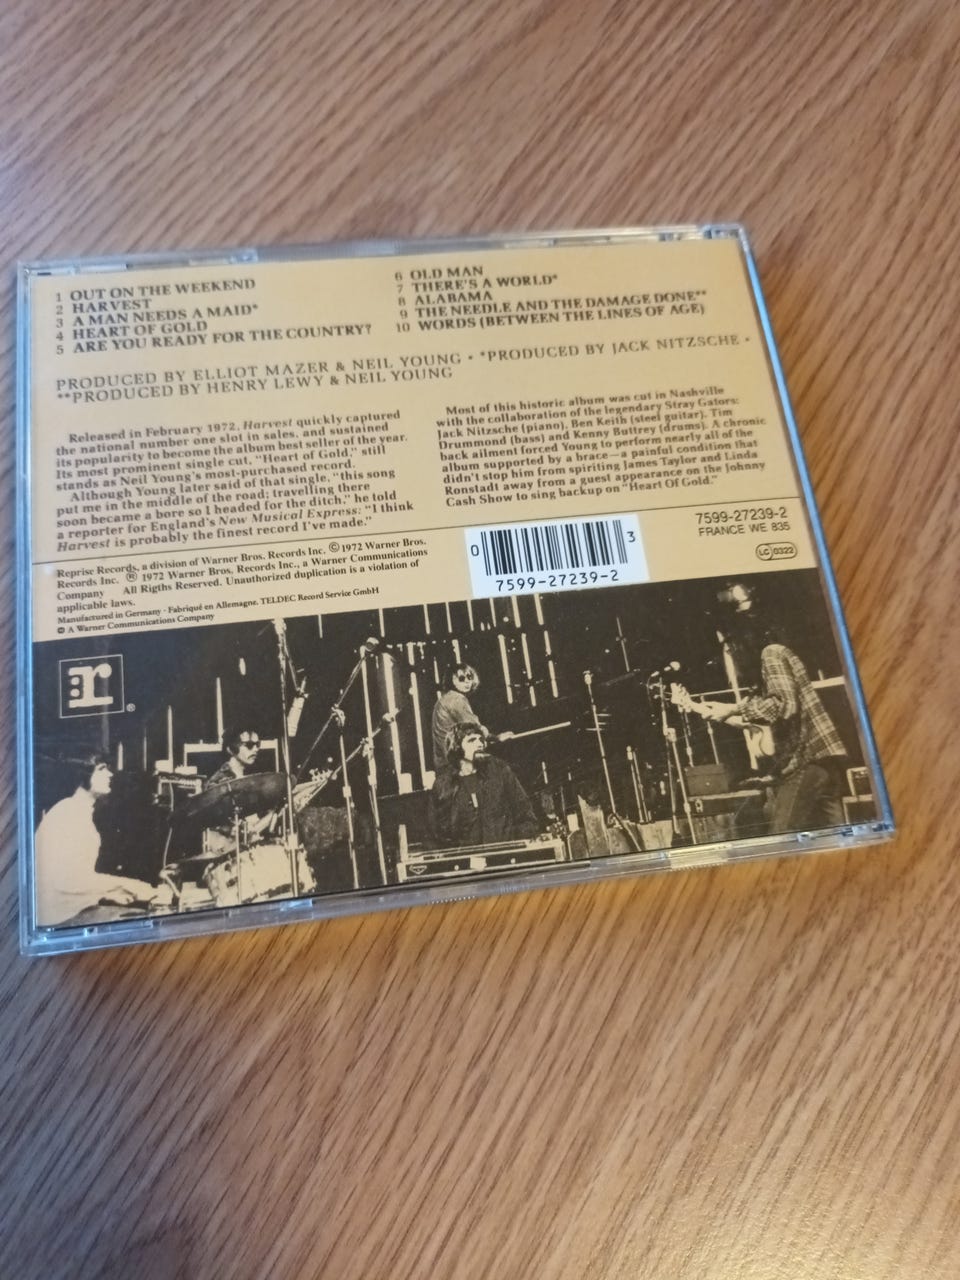 1 OUT ON THE WEEKEND
2 HARVEST
3 A MAN NEEDS A MAID*
4 HEART OF GOLD
5 ARE YOU READY FOR THE COUNTRY?
6 OLD MAN
7 THERE'S A WORLD*
8 ALABAMA
9 THE NEEDLE AND THE DAMAGE DONE**
10 WORDS (BETWEEN THE LINES OF AGE)
PRODUCED BY ELLIOT MAZER & NEIL YOUNG • *PRODUCED BY JACK NITZSCHE •
**PRODUCED BY HENRY LEWY & NEIL YOUNG
Released in February 1972, Harvest quickly captured
the national number one slot in sales, and sustained
its popularity to become the album best seller of the year.
Its most prominent single cut, "Heart of Gold," still
stands as Neil Young's most-purchased record.
Although Young later said of that single, "this song
put me in the middle of the road; travelling there
soon became a bore so I headed for the ditch," he told
a reporter for England's New Musical Express: "I think
Harvest is probably the finest record I've made."
Most of this historic album was cut in Nashville
with the collaboration of the legendary Stray Gators:
Jack Nitzsche (piano), Ben Keith (steel guitar), Tim
Drummond (bass) and Kenny Buttrey (drums). A chronic
back ailment forced Young to perform nearly all of the
album supported by a brace—a painful condition that
didn't stop him from spiriting James Taylor and Linda
Ronstadt away from a guest appearance on the Johnny
Cash Show to sing backup on "Heart Of Gold."
Reprise Records, a division of Warner Bros. Records Inc. © 1972 Warner Bros.
Records Inc. ℗ 1972 Warner Bros. Records Inc., a Warner Communications
Company All Rigths Reserved. Unauthorized duplication is a violation of
applicable laws.
Manufactured in Germany · Fabriqué en Allemagne. TELDEC Record Service GmbH
A Warner Communications Company
0 3
7599-27239-2
7599-27239-2
FRANCE WE 835
LC 0322
r ®